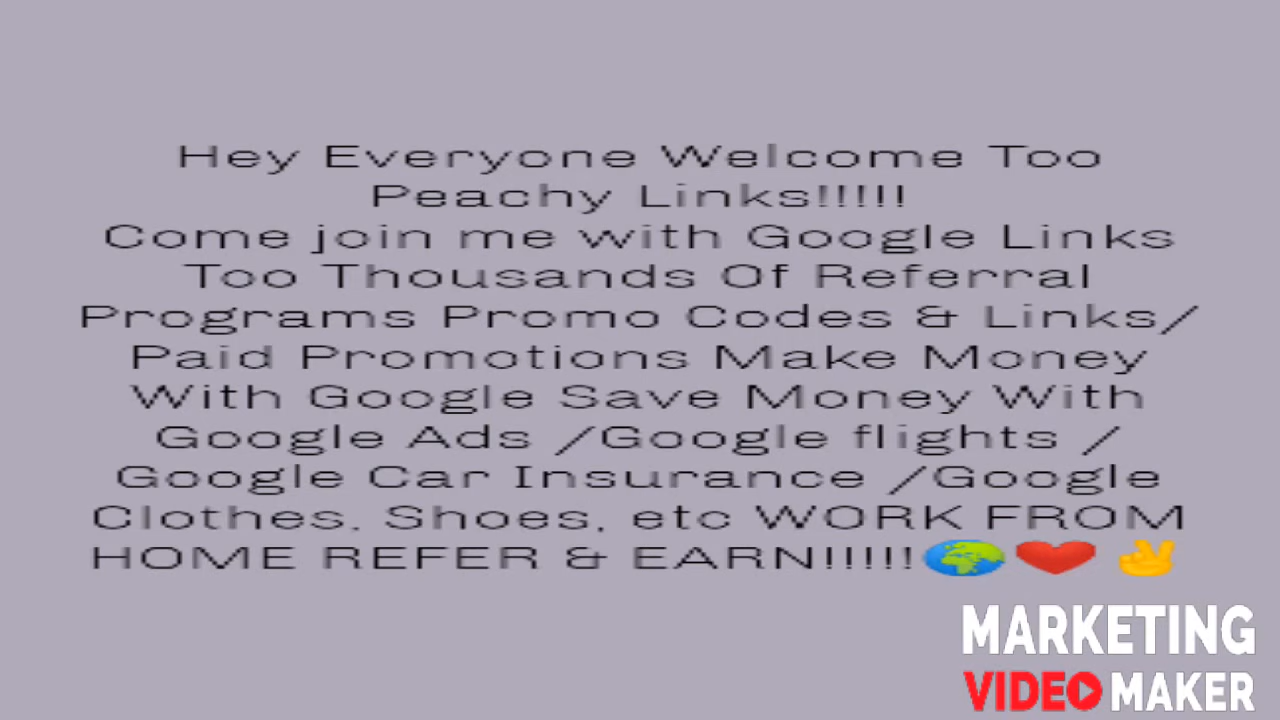 Hey Everyone Welcome Too
Peachy Links!!!!!
Come join me with Google Links
Too Thousands Of Referral
Programs Promo Codes & Links/
Paid Promotions Make Money
With Google Save Money With
Google Ads /Google flights /
Google Car Insurance /Google
Clothes, Shoes, etc WORK FROM
HOME REFER & EARN!!!!!🌍❤️ ✌️
MARKETING
VIDEO MAKER